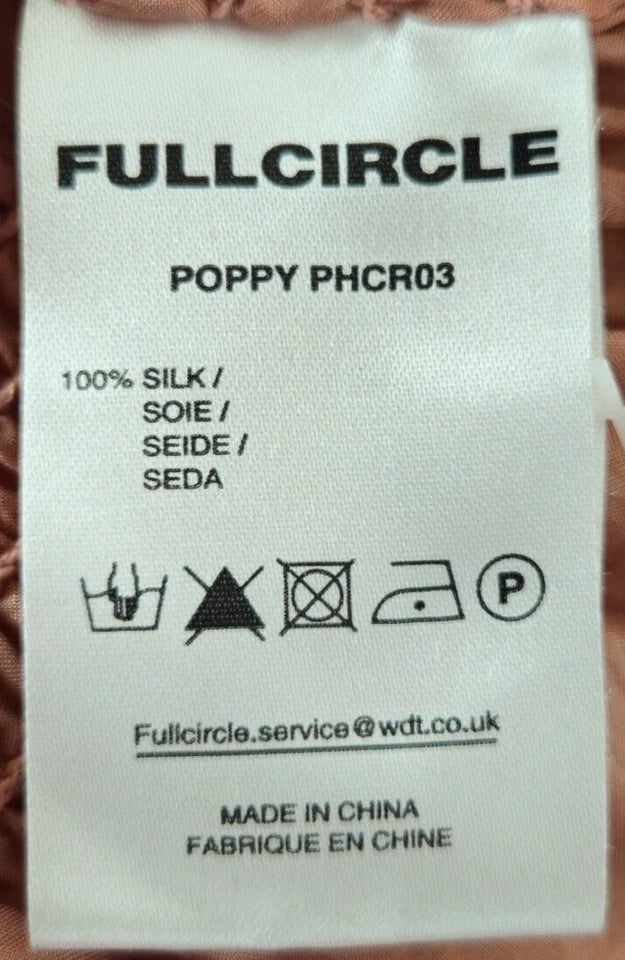 FULLCIRCLE
POPPY PHCR03
100% SILK /
SOIE /
SEIDE /
SEDA
P
Fullcircle.service@wdt.co.uk
MADE IN CHINA
FABRIQUE EN CHINE